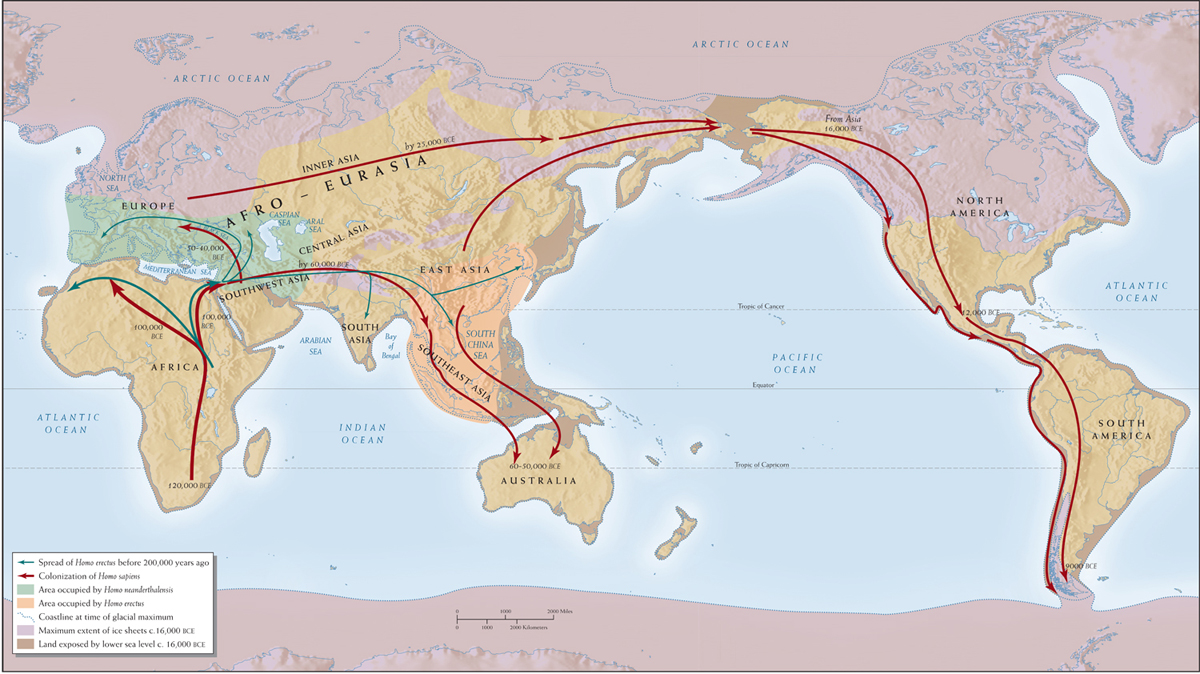 ARCTIC OCEAN
ARCTIC OCEAN
From Asia
16,000 BCE
by 25,000 BCE
INNER ASIA
AFRO – EURASIA
NORTH
SEA
EUROPE
CASPIAN
SEA
ARAL
SEA
CENTRAL ASIA
50–40,000
BCE
MEDITERRANEAN SEA
by 60,000 BCE
SOUTHWEST ASIA
EAST ASIA
NORTH
AMERICA
ATLANTIC
OCEAN
Tropic of Cancer
12,000 BCE
100,000
BCE
100,000
BCE
ARABIAN
SEA
SOUTH
ASIA
Bay
of
Bengal
SOUTH
CHINA
SEA
SOUTHEAST ASIA
AFRICA
PACIFIC
OCEAN
Equator
ATLANTIC
OCEAN
INDIAN
OCEAN
SOUTH
AMERICA
60–50,000 BCE
AUSTRALIA
Tropic of Capricorn
120,000 BCE
9000 BCE
Spread of Homo erectus before 200,000 years ago
Colonization of Homo sapiens
Area occupied by Homo neanderthalensis
Area occupied by Homo erectus
Coastline at time of glacial maximum
Maximum extent of ice sheets c.16,000 BCE
Land exposed by lower sea level c. 16,000 BCE
0 1000 2000 Miles
0 1000 2000 Kilometers